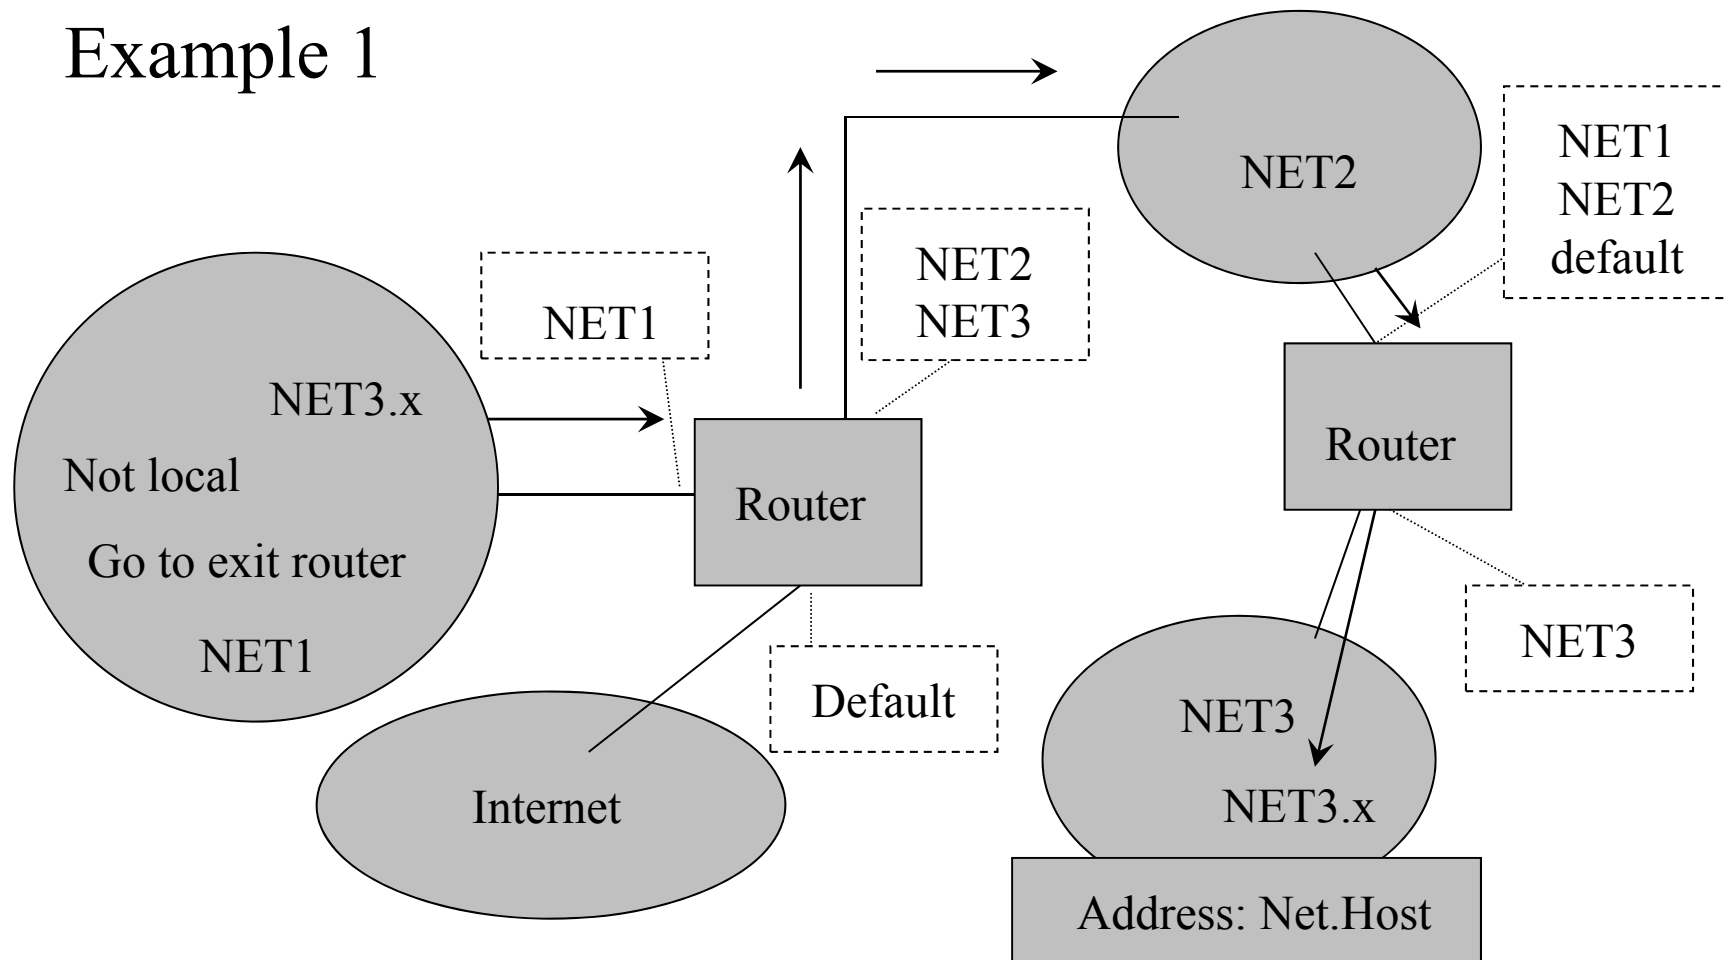 Example 1
NET2
NET1
NET2
default
NET2
NET3
NET1
NET3.x
Not local
Go to exit router
NET1
Router
Router
Default
Internet
NET3
NET3
NET3.x
Address: Net.Host